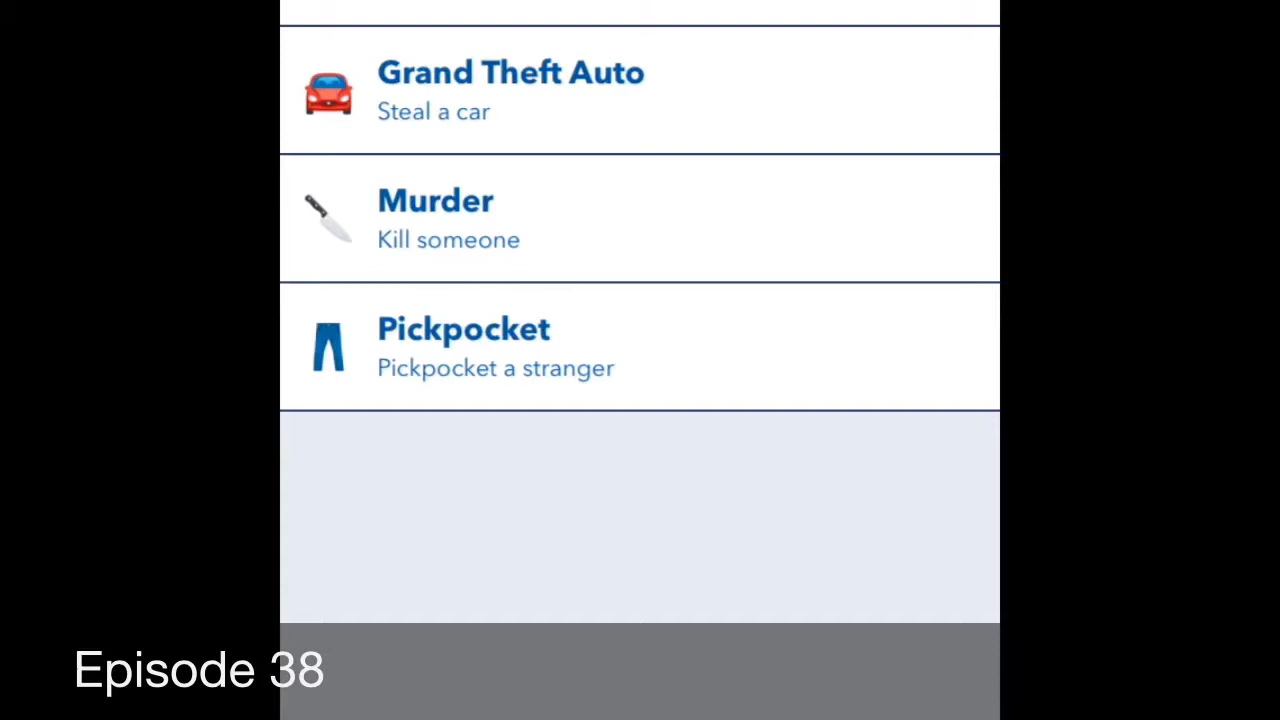 Grand Theft Auto
Steal a car
Murder
Kill someone
Pickpocket
Pickpocket a stranger
Episode 38